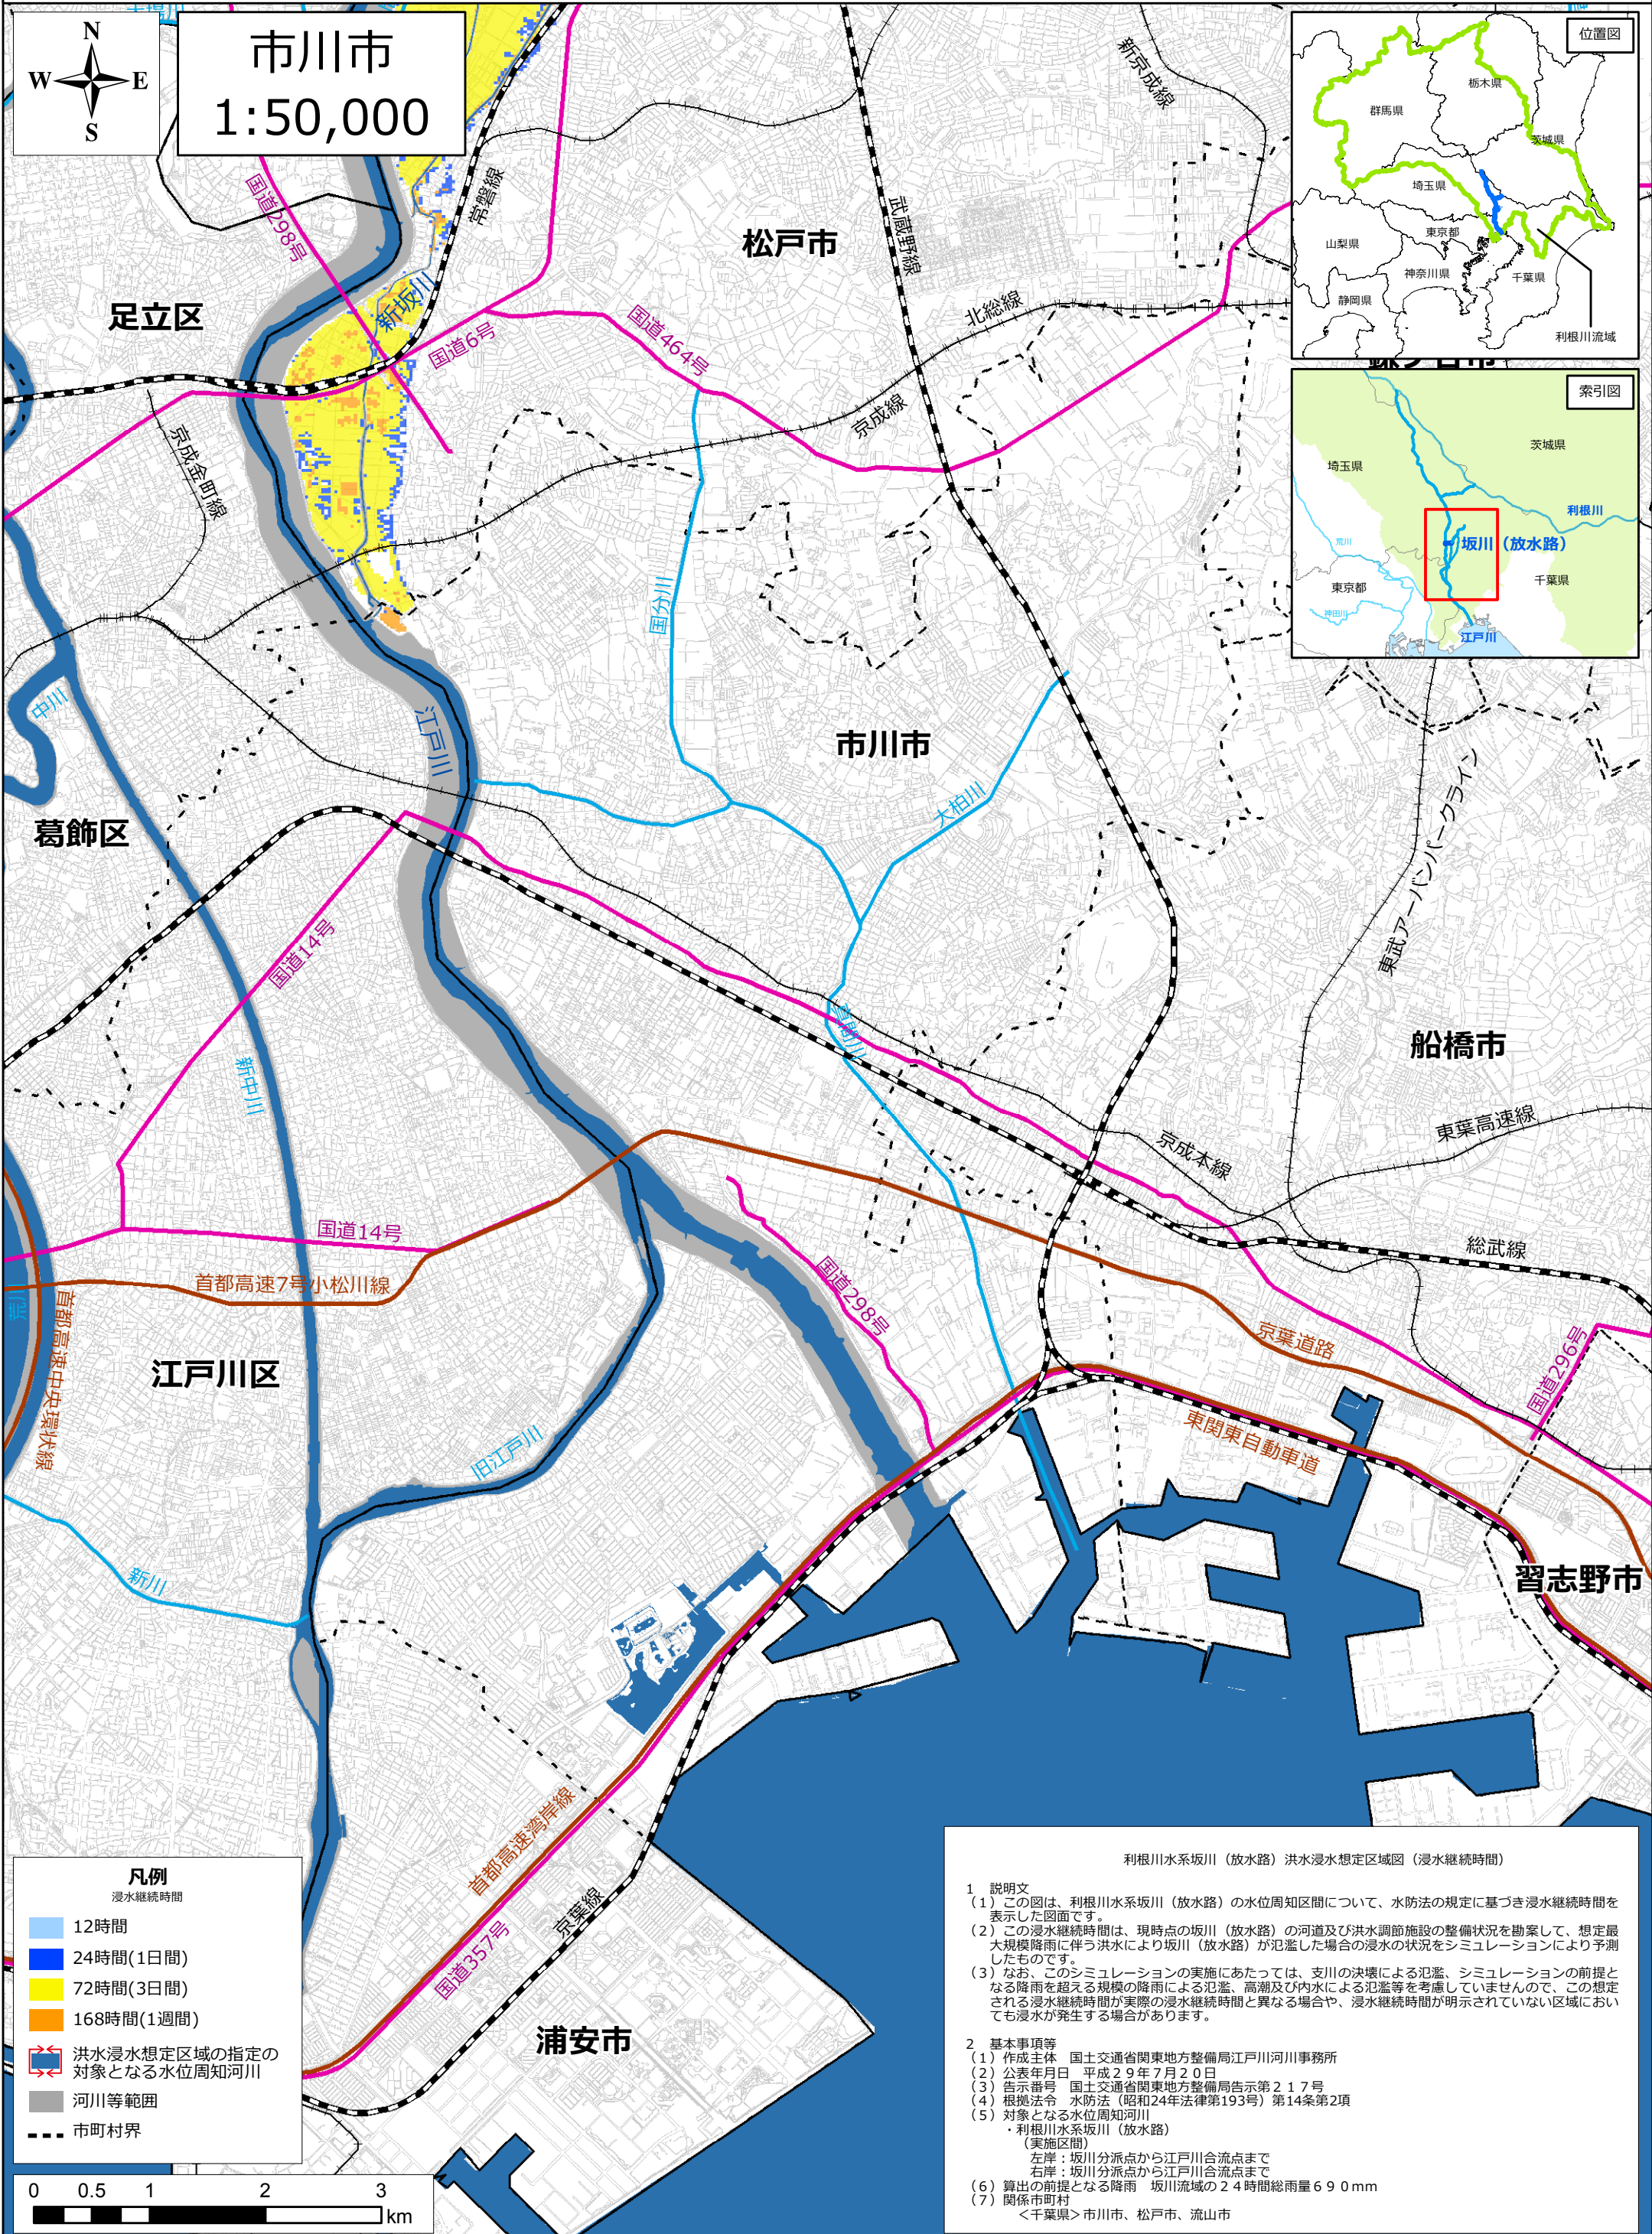 N
W
E
S
市川市
1:50,000
国道298号
常磐線
武蔵野線
新京成線
松戸市
足立区
新坂川
国道6号
国道464号
北総線
京成線
京成金町線
国分川
中川
江戸川
市川市
大柏川
葛飾区
国道14号
新中川
真間川
東武アーバンパークライン
船橋市
東葉高速線
京成本線
総武線
国道14号
首都高速7号小松川線
荒川
首都高速中央環状線
国道298号
京葉道路
国道296号
江戸川区
旧江戸川
東関東自動車道
新川
習志野市
首都高速湾岸線
京葉線
国道357号
浦安市
位置図
栃木県
群馬県
茨城県
埼玉県
東京都
山梨県
神奈川県
千葉県
静岡県
利根川流域
索引図
茨城県
埼玉県
利根川
荒川
坂川（放水路）
東京都
千葉県
神田川
江戸川
凡例
浸水継続時間
12時間
24時間(1日間)
72時間(3日間)
168時間(1週間)
洪水浸水想定区域の指定の
対象となる水位周知河川
河川等範囲
市町村界
0 0.5 1 2 3
km
利根川水系坂川（放水路）洪水浸水想定区域図（浸水継続時間）
1　説明文
（1）この図は、利根川水系坂川（放水路）の水位周知区間について、水防法の規定に基づき浸水継続時間を
表示した図面です。
（2）この浸水継続時間は、現時点の坂川（放水路）の河道及び洪水調節施設の整備状況を勘案して、想定最
大規模降雨に伴う洪水により坂川（放水路）が氾濫した場合の浸水の状況をシミュレーションにより予測
したものです。
（3）なお、このシミュレーションの実施にあたっては、支川の決壊による氾濫、シミュレーションの前提と
なる降雨を超える規模の降雨による氾濫、高潮及び内水による氾濫等を考慮していませんので、この想定
される浸水継続時間が実際の浸水継続時間と異なる場合や、浸水継続時間が明示されていない区域におい
ても浸水が発生する場合があります。
2　基本事項等
（1）作成主体　国土交通省関東地方整備局江戸川河川事務所
（2）公表年月日　平成２９年７月２０日
（3）告示番号　国土交通省関東地方整備局告示第２１７号
（4）根拠法令　水防法（昭和24年法律第193号）第14条第2項
（5）対象となる水位周知河川
・利根川水系坂川（放水路）
（実施区間）
左岸：坂川分派点から江戸川合流点まで
右岸：坂川分派点から江戸川合流点まで
（6）算出の前提となる降雨　坂川流域の２４時間総雨量６９０mm
（7）関係市町村
＜千葉県＞市川市、松戸市、流山市